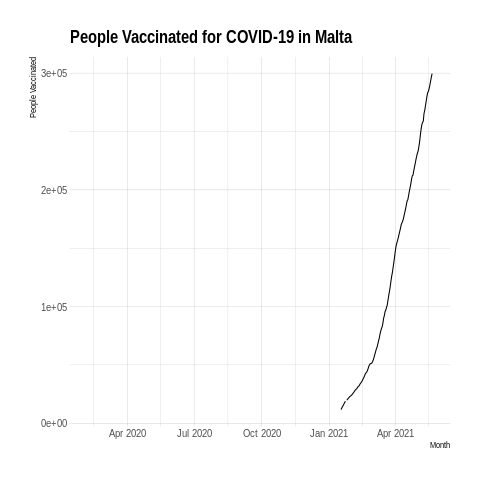 People Vaccinated for COVID-19 in Malta
People Vaccinated
3e+05
2e+05
1e+05
0e+00
Apr 2020 Jul 2020 Oct 2020 Jan 2021 Apr 2021
Month